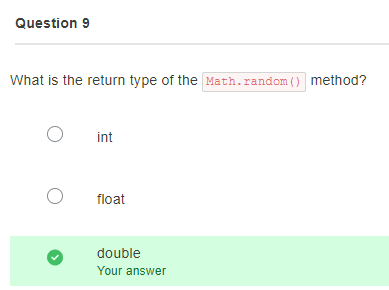 Question 9
What is the return type of the Math.random() method?
int
float
double
Your answer